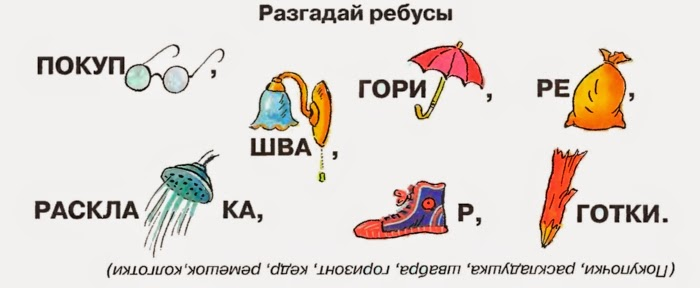 Разгадай ребусы
ПОКУП , ГОРИ , РЕ ,
ШВА ,
РАСКЛА КА, Р, ГОТКИ.
(Покупочки, раскладушка, швабра, горизонт, кедр, ремешок,колготки)